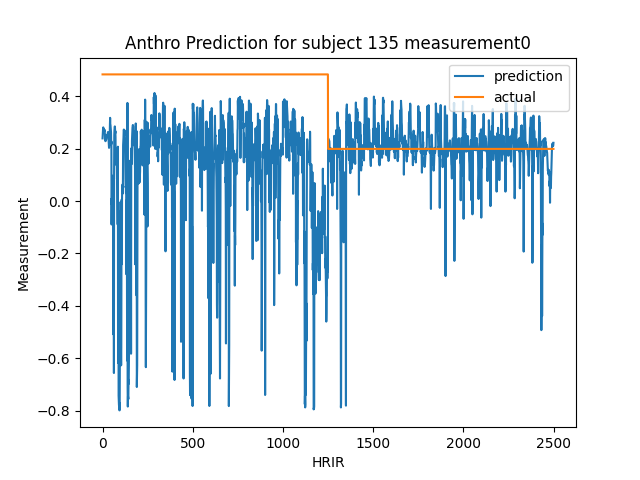 Anthro Prediction for subject 135 measurement0
prediction
actual
0.4
0.2
0.0
−0.2
−0.4
−0.6
−0.8
Measurement
0 500 1000 1500 2000 2500
HRIR